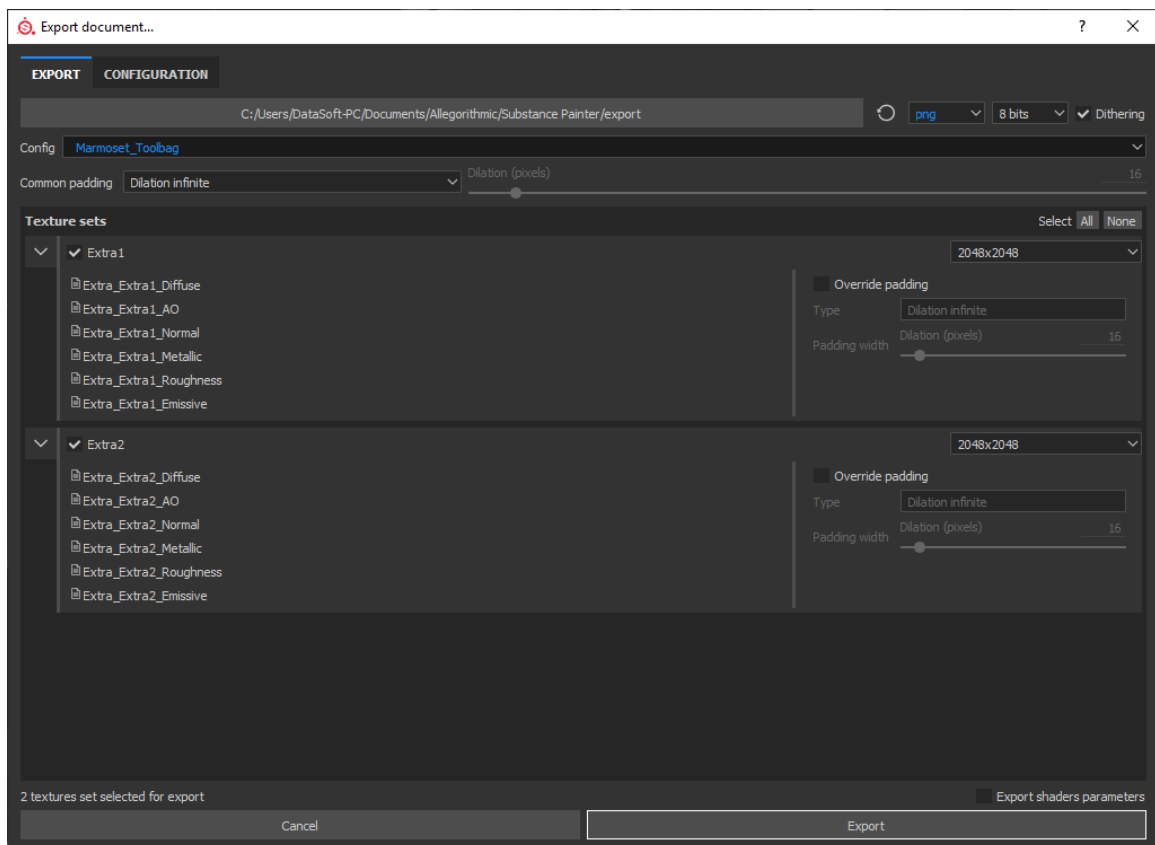 Export document...
?
EXPORT CONFIGURATION
C:/Users/DataSoft-PC/Documents/Allegorithmic/Substance Painter/export png 8 bits Dithering
Config Marmoset_Toolbag
Common padding Dilation infinite Dilation (pixels) 16
Texture sets Select All None
Extra1 2048x2048
Extra_Extra1_Diffuse Override padding
Extra_Extra1_AO Type Dilation infinite
Extra_Extra1_Normal Dilation (pixels) 16
Extra_Extra1_Metallic Padding width
Extra_Extra1_Roughness
Extra_Extra1_Emissive
Extra2 2048x2048
Extra_Extra2_Diffuse Override padding
Extra_Extra2_AO Type Dilation infinite
Extra_Extra2_Normal Dilation (pixels) 16
Extra_Extra2_Metallic Padding width
Extra_Extra2_Roughness
Extra_Extra2_Emissive
2 textures set selected for export Export shaders parameters
Cancel Export